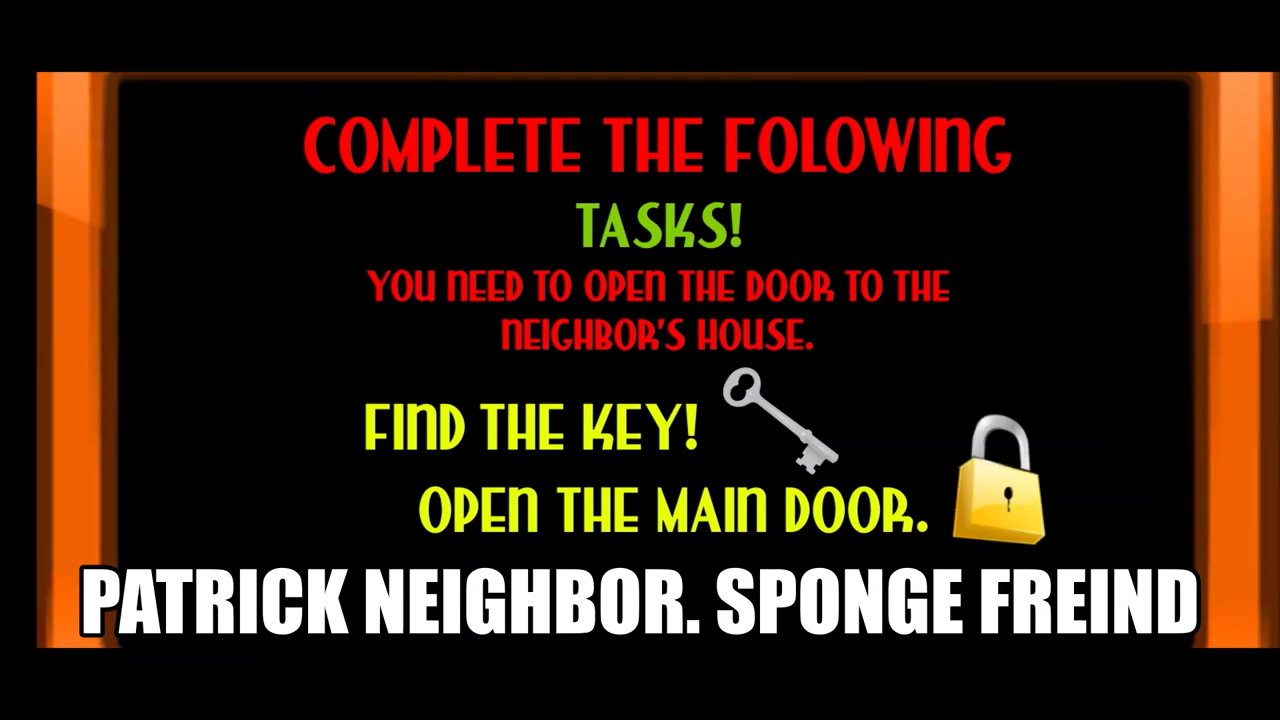 COMPLETE THE FOLOWING
TASKS!
YOU NEED TO OPEN THE DOOR TO THE
NEIGHBOR'S HOUSE.
FIND THE KEY!
OPEN THE MAIN DOOR.
PATRICK NEIGHBOR. SPONGE FREIND